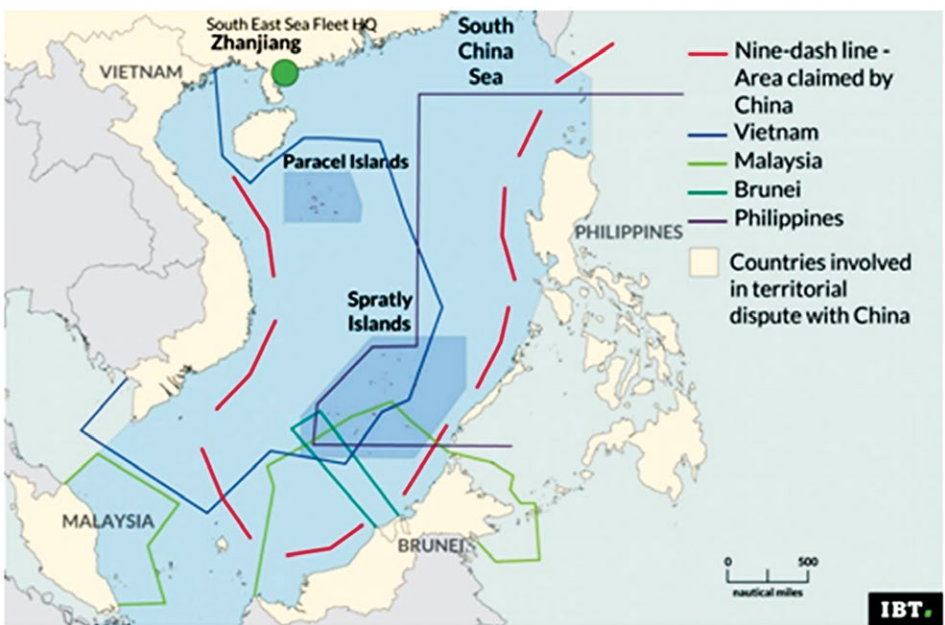 South East Sea Fleet HQ
Zhanjiang
VIETNAM
South
China
Sea
Paracel Islands
Spratly
Islands
PHILIPPINES
MALAYSIA
BRUNEI
Nine-dash line -
Area claimed by
China
Vietnam
Malaysia
Brunei
Philippines
Countries involved
in territorial
dispute with China
0 500
nautical miles
IBT.